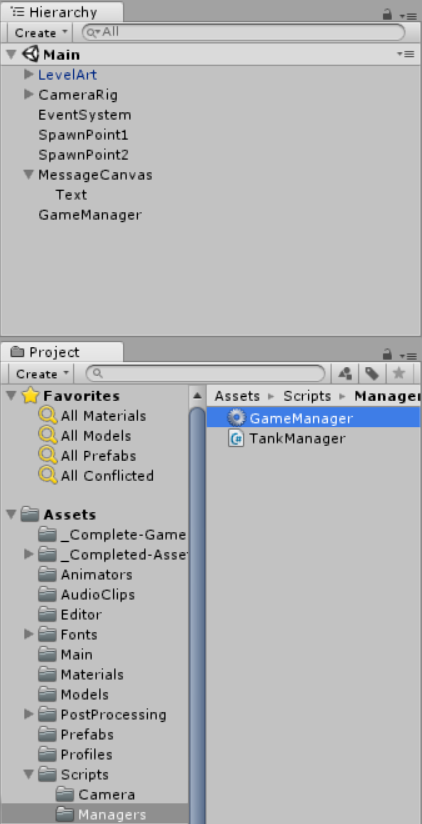 Hierarchy
Create All
Main
LevelArt
CameraRig
EventSystem
SpawnPoint1
SpawnPoint2
MessageCanvas
Text
GameManager
Project
Create
Favorites
All Materials
All Models
All Prefabs
All Conflicted
Assets
_Complete-Game
_Completed-Asse
Animators
AudioClips
Editor
Fonts
Main
Materials
Models
PostProcessing
Prefabs
Profiles
Scripts
Camera
Managers
Assets Scripts Manager
GameManager
TankManager